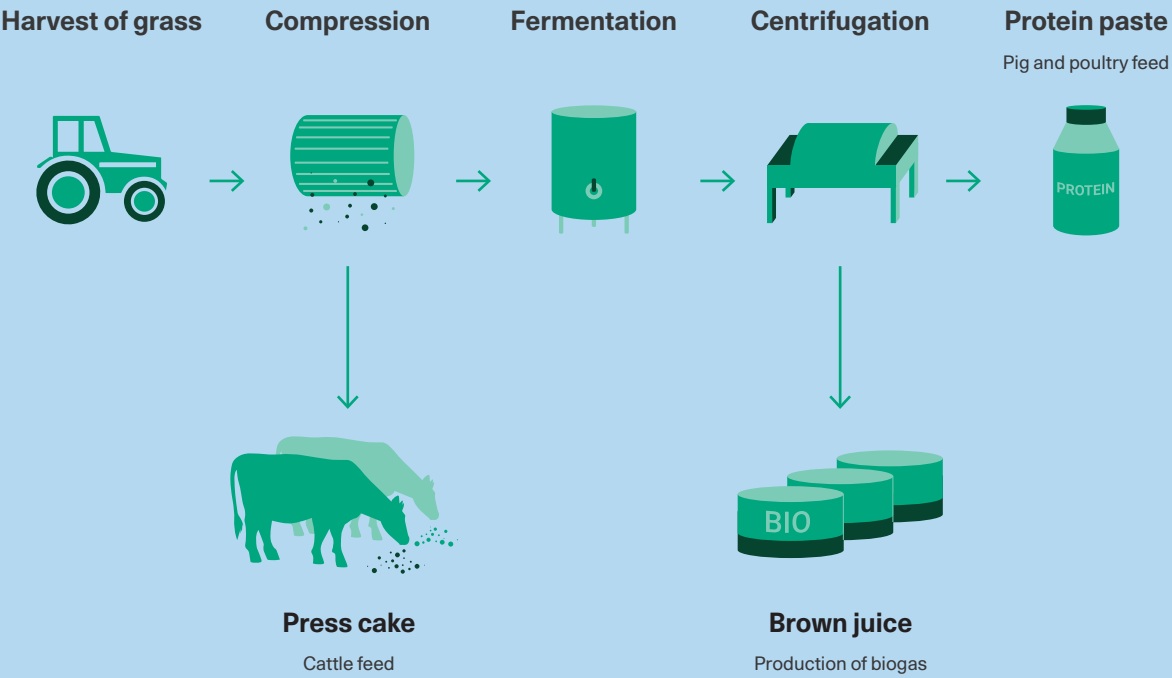 Harvest of grass
Compression
Fermentation
Centrifugation
Protein paste
Pig and poultry feed
PROTEIN
BIO
Press cake
Cattle feed
Brown juice
Production of biogas